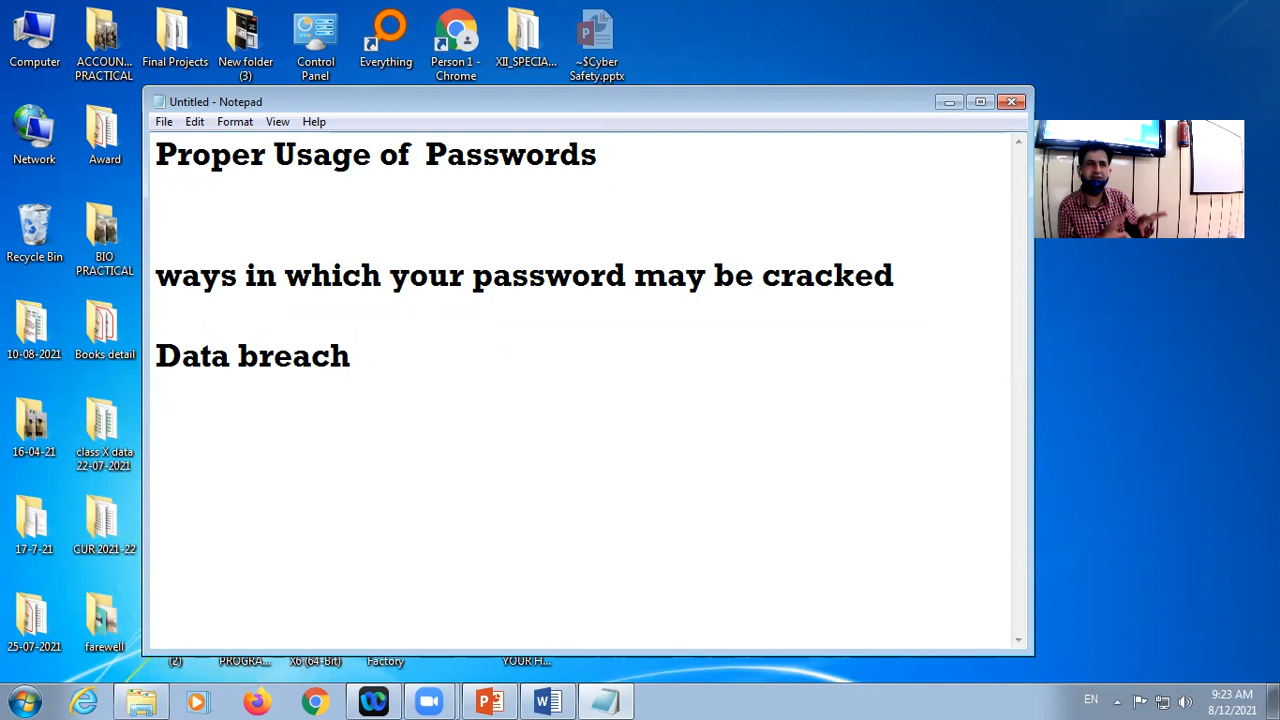 Computer
ACCOUN...
PRACTICAL
Final Projects
New folder
(3)
Control
Panel
Everything
Person 1 -
Chrome
XII_SPECIA...
~$Cyber
Safety.pptx
Untitled - Notepad
File Edit Format View Help
Proper Usage of Passwords
ways in which your password may be cracked
Data breach
Network
Award
Recycle Bin
BIO
PRACTICAL
10-08-2021
Books detail
16-04-21
class X data
22-07-2021
17-7-21
CUR 2021-22
25-07-2021
farewell
(2)
PROGRA...
X6 (64-Bit)
Factory
YOUR H...
EN
9:23 AM
8/12/2021